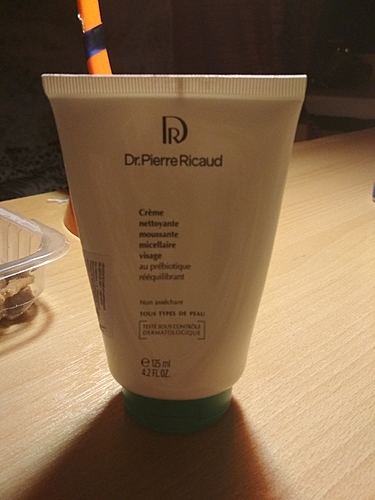 DR
Dr.Pierre Ricaud
Crème
nettoyante
moussante
micellaire
visage
au prébiotique
rééquilibrant
Non asséchant
TOUS TYPES DE PEAU
TESTÉ SOUS CONTRÔLE
DERMATOLOGIQUE
e 125 ml
4.2 FL.OZ.